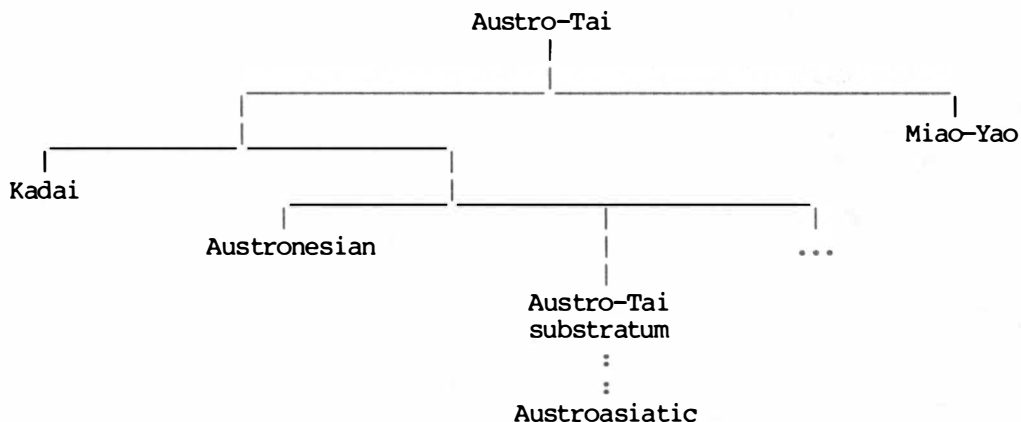 Austro-Tai
Miao-Yao
Kadai
Austronesian
...
Austro-Tai
substratum
:
:
Austroasiatic